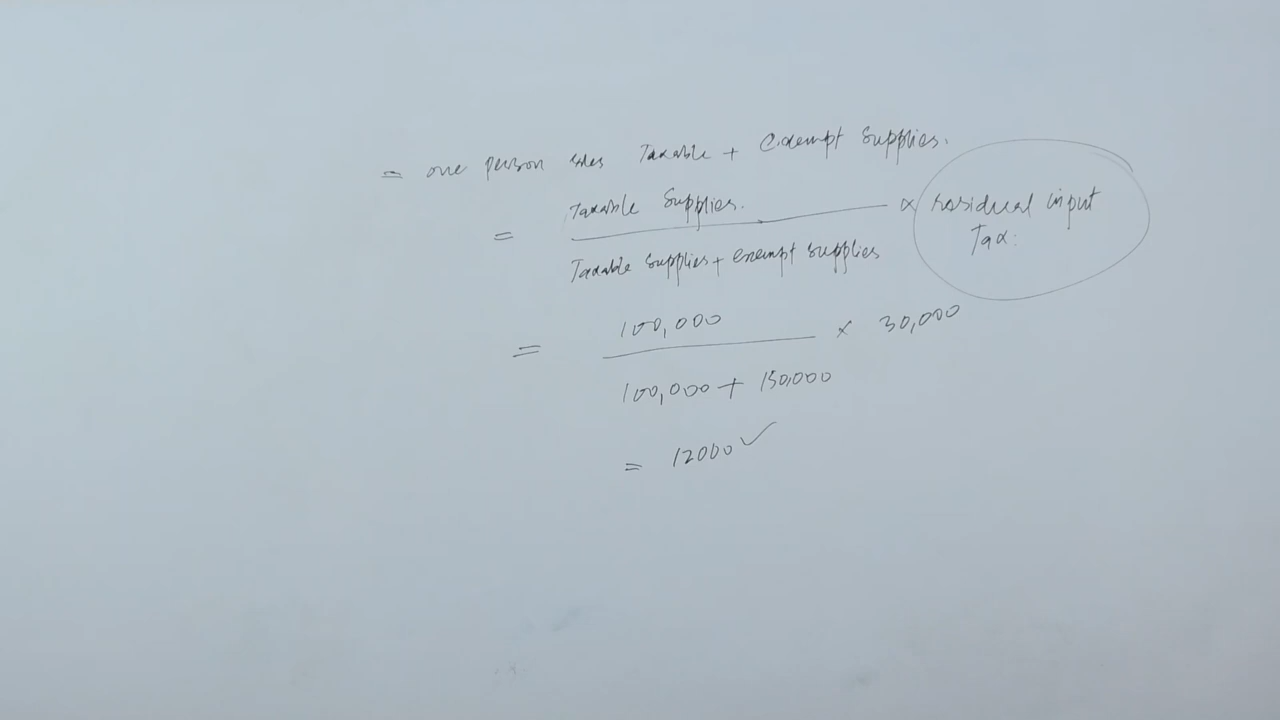 = one person sales Taxable + Exempt Supplies.
= Taxable Supplies. × residual input
Taxable Supplies + exempt supplies Tax:
= 100,000 × 30,000
100,000 + 150,000
= 12000 ✓